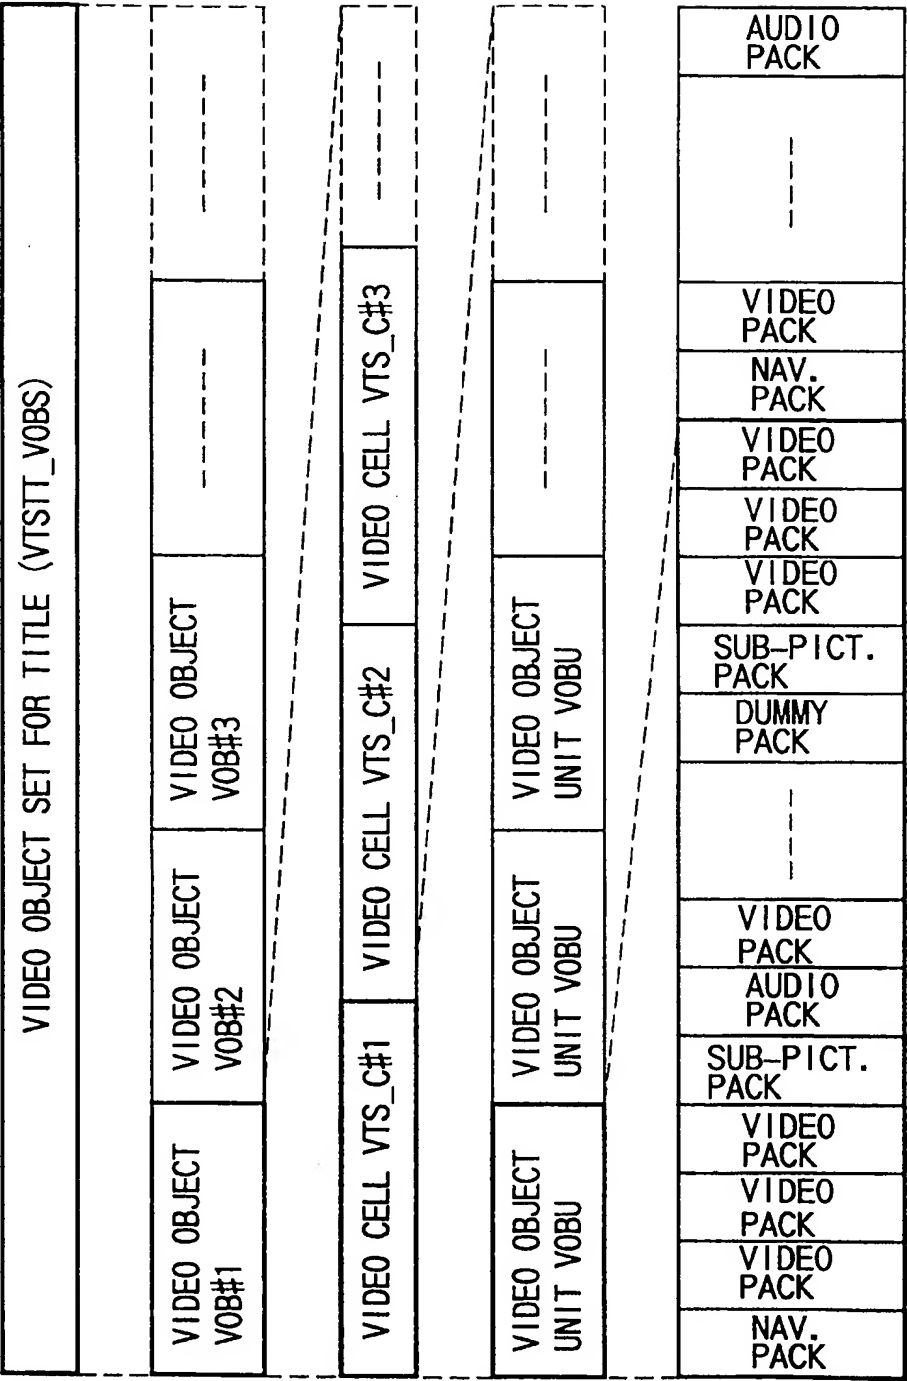 VIDEO OBJECT SET FOR TITLE (VTSTT_VOBS)
VIDEO OBJECT
VOB#1
VIDEO OBJECT
VOB#2
VIDEO OBJECT
VOB#3
VIDEO CELL VTS_C#1
VIDEO CELL VTS_C#2
VIDEO CELL VTS_C#3
VIDEO OBJECT
UNIT VOBU
VIDEO OBJECT
UNIT VOBU
VIDEO OBJECT
UNIT VOBU
AUDIO
PACK
VIDEO
PACK
NAV.
PACK
VIDEO
PACK
VIDEO
PACK
VIDEO
PACK
SUB-PICT.
PACK
DUMMY
PACK
VIDEO
PACK
AUDIO
PACK
SUB-PICT.
PACK
VIDEO
PACK
VIDEO
PACK
VIDEO
PACK
NAV.
PACK